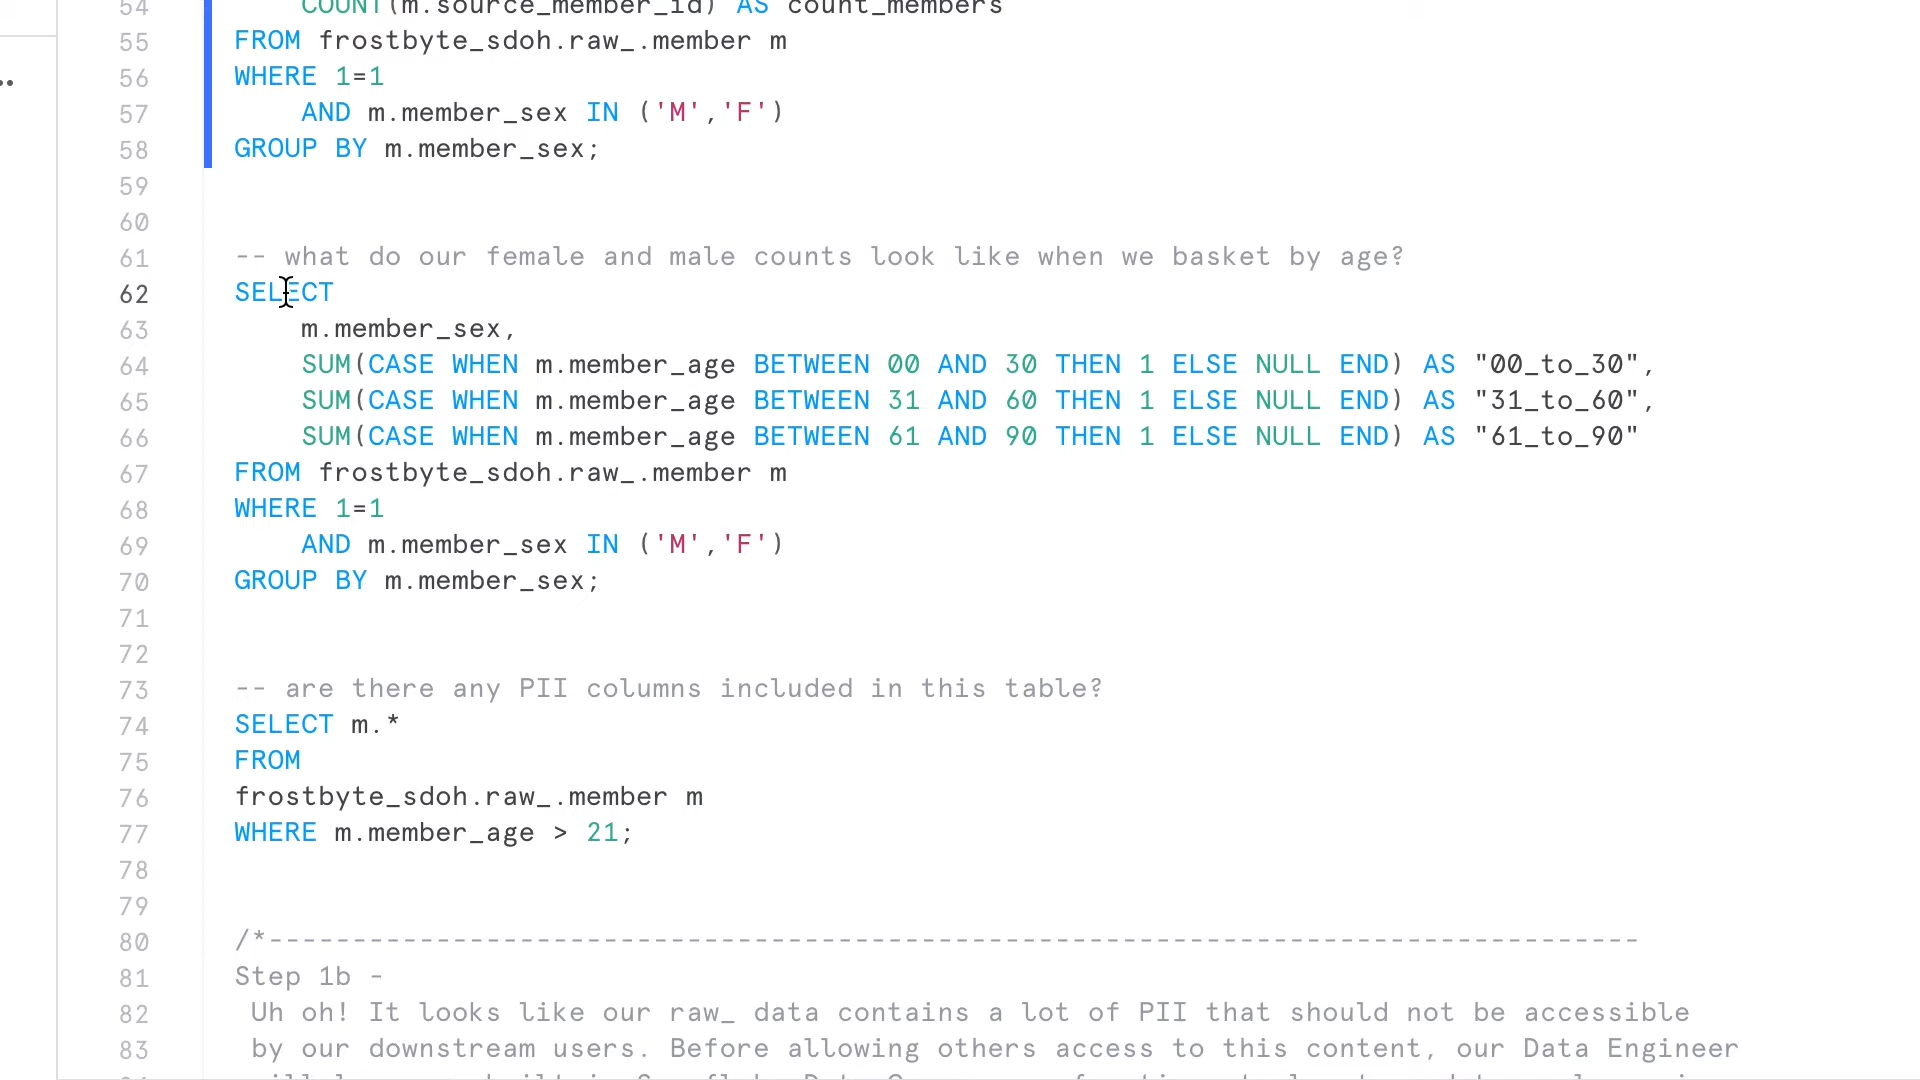 54 COUNT(m.source_member_id) AS count_members
55 FROM frostbyte_sdoh.raw_.member m
56 WHERE 1=1
57 AND m.member_sex IN ('M','F')
58 GROUP BY m.member_sex;
59
60
61 -- what do our female and male counts look like when we basket by age?
62 SELECT
63 m.member_sex,
64 SUM(CASE WHEN m.member_age BETWEEN 00 AND 30 THEN 1 ELSE NULL END) AS "00_to_30",
65 SUM(CASE WHEN m.member_age BETWEEN 31 AND 60 THEN 1 ELSE NULL END) AS "31_to_60",
66 SUM(CASE WHEN m.member_age BETWEEN 61 AND 90 THEN 1 ELSE NULL END) AS "61_to_90"
67 FROM frostbyte_sdoh.raw_.member m
68 WHERE 1=1
69 AND m.member_sex IN ('M','F')
70 GROUP BY m.member_sex;
71
72
73 -- are there any PII columns included in this table?
74 SELECT m.*
75 FROM
76 frostbyte_sdoh.raw_.member m
77 WHERE m.member_age > 21;
78
79
80 /*----------------------------------------------------------------------------------
81 Step 1b -
82 Uh oh! It looks like our raw_ data contains a lot of PII that should not be accessible
83 by our downstream users. Before allowing others access to this content, our Data Engineer